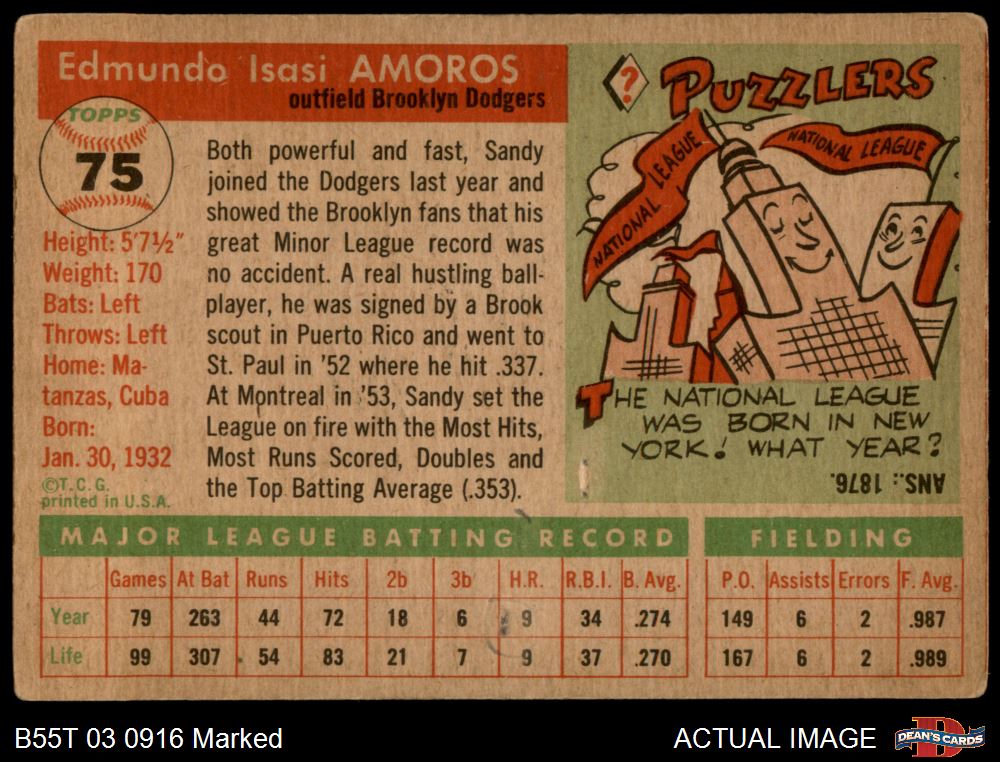 Edmundo Isasi AMOROS
outfield Brooklyn Dodgers
TOPPS
75
Height: 5'7½"
Weight: 170
Bats: Left
Throws: Left
Home: Ma-
tanzas, Cuba
Born:
Jan. 30, 1932
©T.C.G.
printed in U.S.A.
Both powerful and fast, Sandy
joined the Dodgers last year and
showed the Brooklyn fans that his
great Minor League record was
no accident. A real hustling ball-
player, he was signed by a Brook
scout in Puerto Rico and went to
St. Paul in '52 where he hit .337.
At Montreal in '53, Sandy set the
League on fire with the Most Hits,
Most Runs Scored, Doubles and
the Top Batting Average (.353).
? PUZZLERS
NATIONAL LEAGUE
NATIONAL LEAGUE
THE NATIONAL LEAGUE
WAS BORN IN NEW
YORK! WHAT YEAR?
ANS.: 1876.
MAJOR LEAGUE BATTING RECORD
Games At Bat Runs Hits 2b 3b H.R. R.B.I. B. Avg.
Year 79 263 44 72 18 6 9 34 .274
Life 99 307 54 83 21 7 9 37 .270
FIELDING
P.O. Assists Errors F. Avg.
149 6 2 .987
167 6 2 .989
B55T 03 0916 Marked
ACTUAL IMAGE
D
DEAN'S CARDS